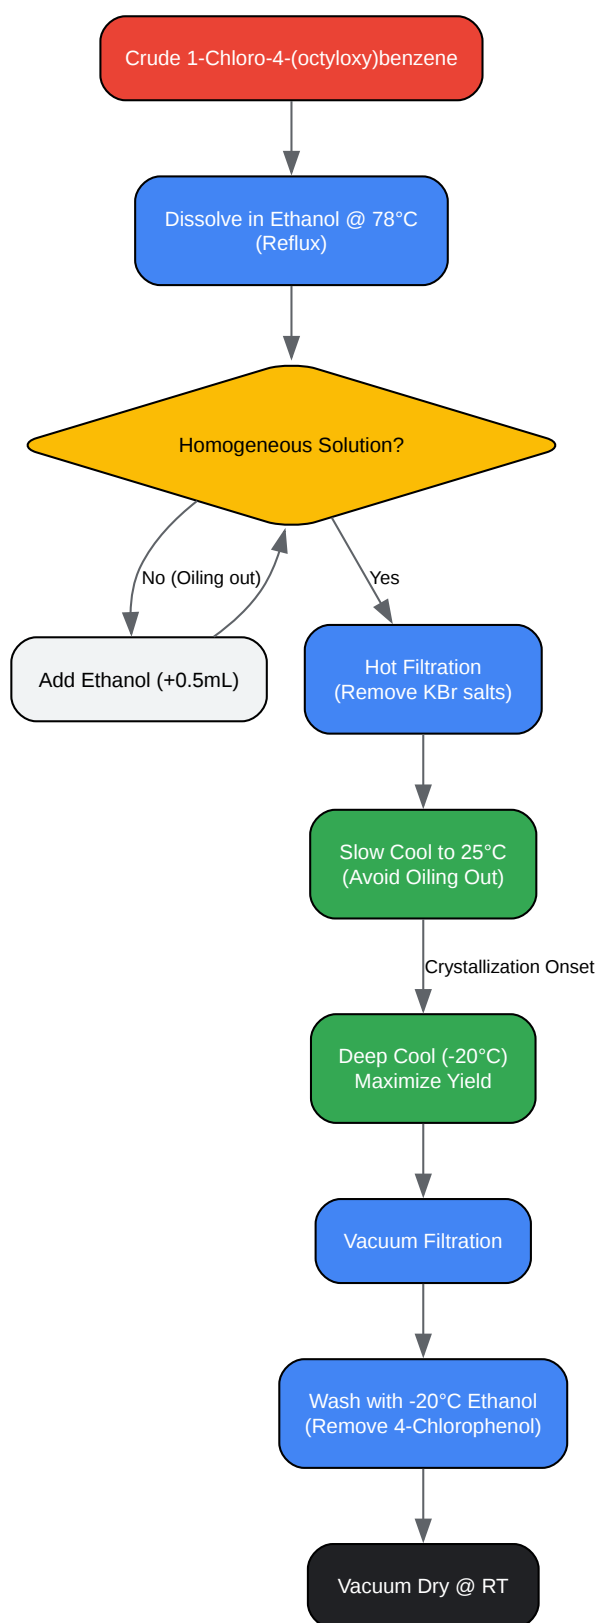 Crude 1-Chloro-4-(octyloxy)benzene
Dissolve in Ethanol @ 78°C
(Reflux)
Homogeneous Solution?
No (Oiling out)
Yes
Add Ethanol (+0.5mL)
Hot Filtration
(Remove KBr salts)
Slow Cool to 25°C
(Avoid Oiling Out)
Crystallization Onset
Deep Cool (-20°C)
Maximize Yield
Vacuum Filtration
Wash with -20°C Ethanol
(Remove 4-Chlorophenol)
Vacuum Dry @ RT